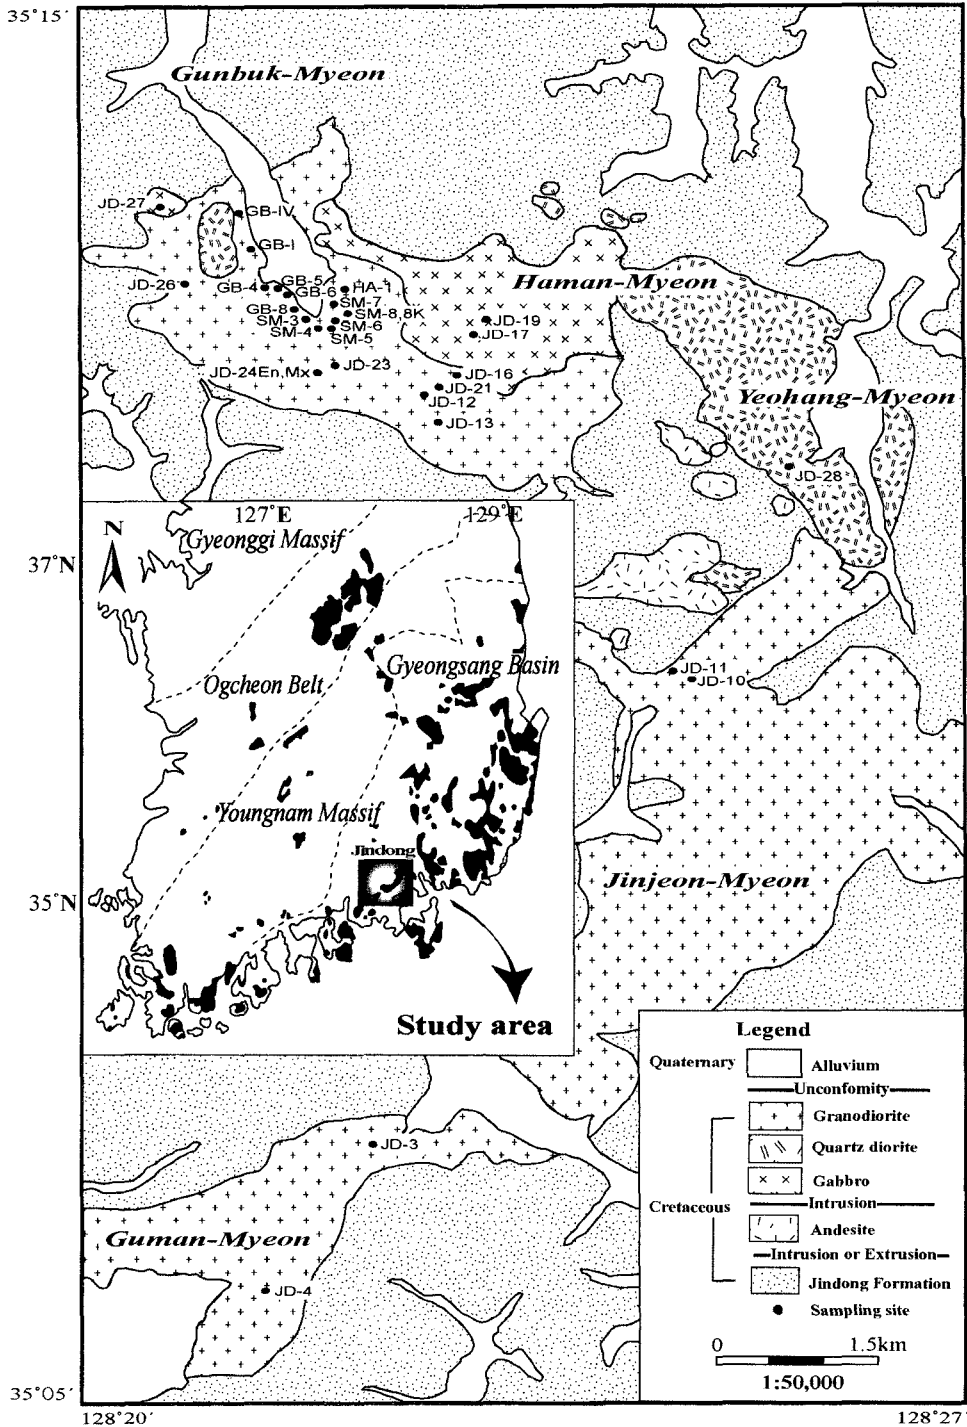 35°15′
Gunbuk-Myeon
JD-27
GB-IV
GB-I
JD-26
GB-4
GB-5
GB-6
HA-1
Haman-Myeon
SM-7
GB-8
SM-8,8K
SM-3
SM-6
JD-19
SM-4
SM-5
JD-17
JD-24En,Mx
JD-23
JD-16
JD-21
JD-12
Yeohang-Myeon
JD-13
JD-28
127°E
129°E
N
Gyeonggi Massif
37°N
Gyeongsang Basin
JD-11
JD-10
Ogcheon Belt
Youngnam Massif
Jindong
Jinjeon-Myeon
35°N
Study area
Legend
Quaternary
Alluvium
Unconfomity
Granodiorite
Quartz diorite
Gabbro
Cretaceous
Intrusion
Andesite
Intrusion or Extrusion
Jindong Formation
Sampling site
0 1.5km
1:50,000
JD-3
Guman-Myeon
JD-4
35°05′
128°20′
128°27′